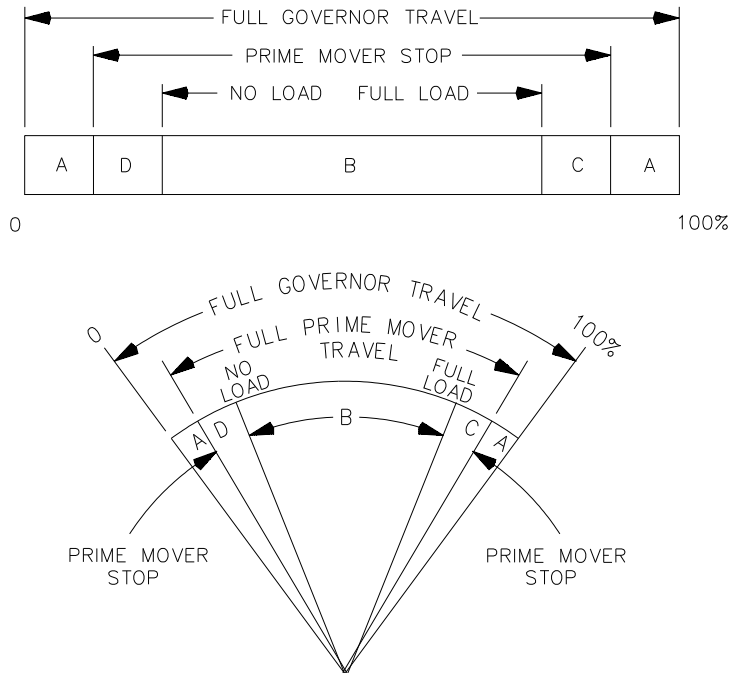 FULL GOVERNOR TRAVEL
PRIME MOVER STOP
NO LOAD FULL LOAD
A D B C A
0 100%
FULL GOVERNOR TRAVEL
0 100%
FULL PRIME MOVER
TRAVEL
NO
LOAD
FULL
LOAD
A D B C A
PRIME MOVER
STOP
PRIME MOVER
STOP